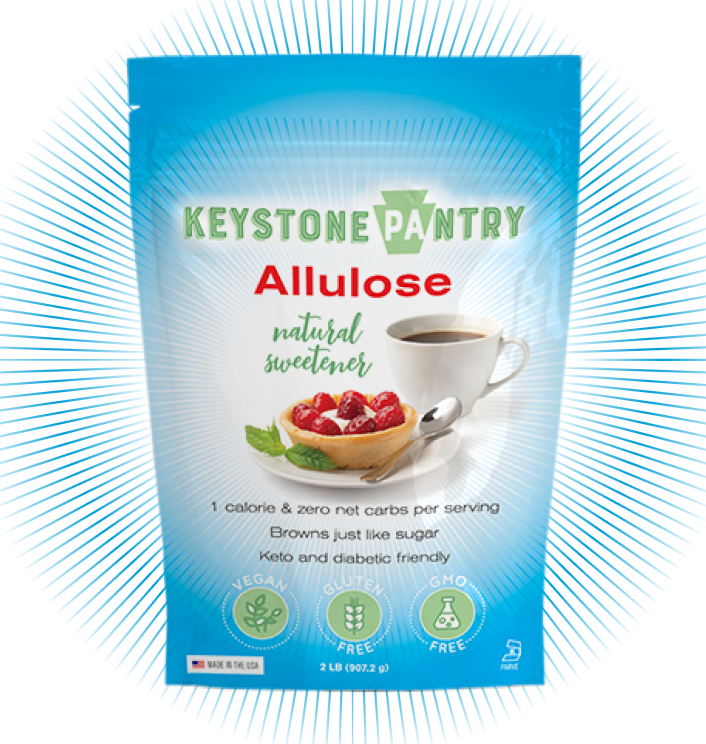 KEYSTONE PANTRY
Allulose
natural
sweetener
1 calorie & zero net carbs per serving
Browns just like sugar
Keto and diabetic friendly
VEGAN
GLUTEN
FREE
GMO
FREE
MADE IN THE USA
2 LB (907.2 g)